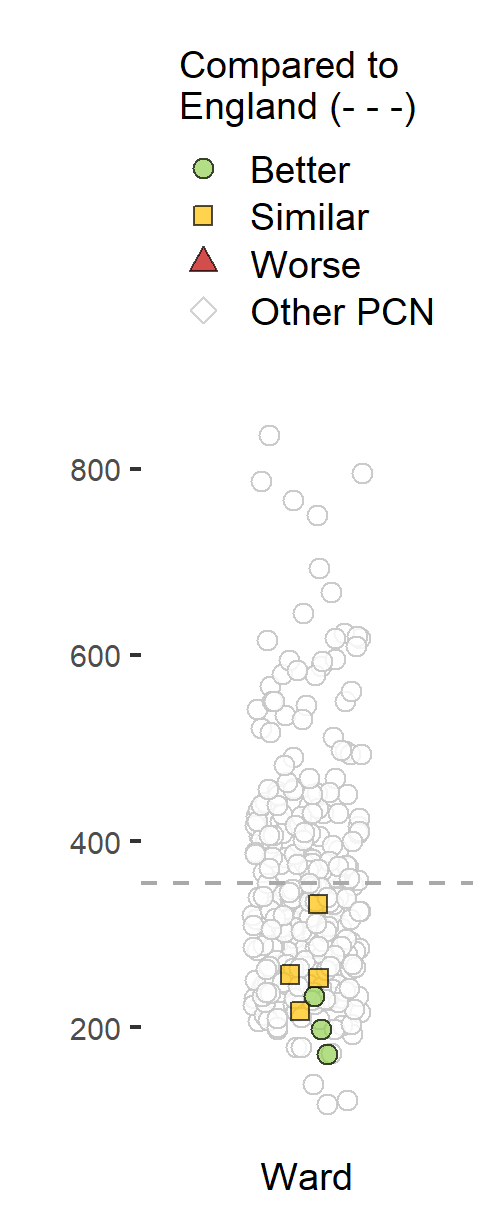 Compared to
England (- - -)
Better
Similar
Worse
Other PCN
800
600
400
200
Ward